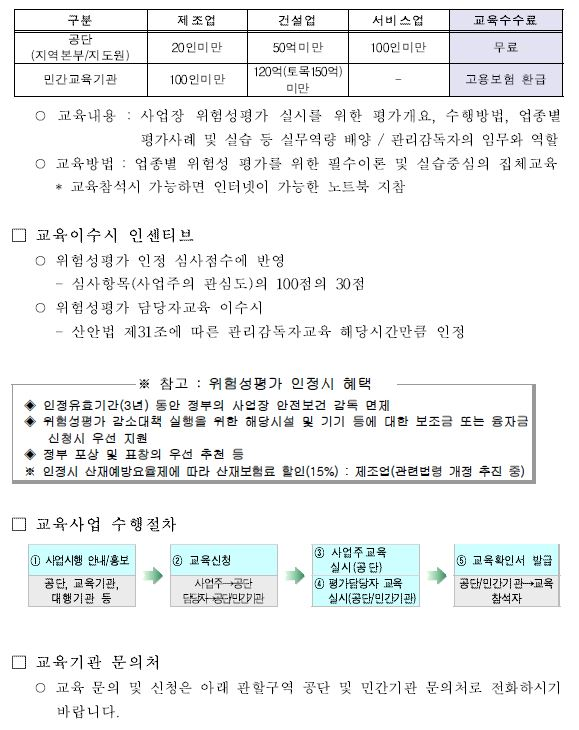 구분 제조업 건설업 서비스업 교육수수료
공단
(지역본부/지도원) 20인미만 50억미만 100인미만 무료
민간교육기관 100인미만 120억(토목150억)
미만 - 고용보험 환급
○ 교육내용 : 사업장 위험성평가 실시를 위한 평가개요, 수행방법, 업종별
평가사례 및 실습 등 실무역량 배양 / 관리감독자의 임무와 역할
○ 교육방법 : 업종별 위험성 평가를 위한 필수이론 및 실습중심의 집체교육
* 교육참석시 가능하면 인터넷이 가능한 노트북 지참
□ 교육이수시 인센티브
○ 위험성평가 인정 심사점수에 반영
- 심사항목(사업주의 관심도)의 100점의 30점
○ 위험성평가 담당자교육 이수시
- 산안법 제31조에 따른 관리감독자교육 해당시간만큼 인정
※ 참고 : 위험성평가 인정시 혜택
◈ 인정유효기간(3년) 동안 정부의 사업장 안전보건 감독 면제
◈ 위험성평가 감소대책 실행을 위한 해당시설 및 기기 등에 대한 보조금 또는 융자금
신청시 우선 지원
◈ 정부 포상 및 표창의 우선 추천 등
※ 인정시 산재예방요율제에 따라 산재보험료 할인(15%) : 제조업(관련법령 개정 추진 중)
□ 교육사업 수행절차
① 사업시행 안내/홍보
공단, 교육기관,
대행기관 등
② 교육신청
사업주→공단
담당자→공단/민간기관
③ 사업주교육
실시(공단)
④ 평가담당자 교육
실시(공단/민간기관)
⑤ 교육확인서 발급
공단/민간기관→교육
참석자
□ 교육기관 문의처
○ 교육 문의 및 신청은 아래 관할구역 공단 및 민간기관 문의처로 전화하시기
바랍니다.